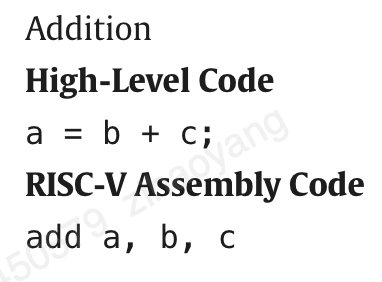 Addition
High-Level Code
a = b + c;
RISC-V Assembly Code
add a, b, c